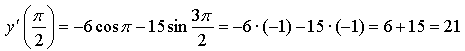 y'(π/2) = −6 cos π − 15 sin 3π/2 = −6·(−1) − 15·(−1) = 6 + 15 = 21